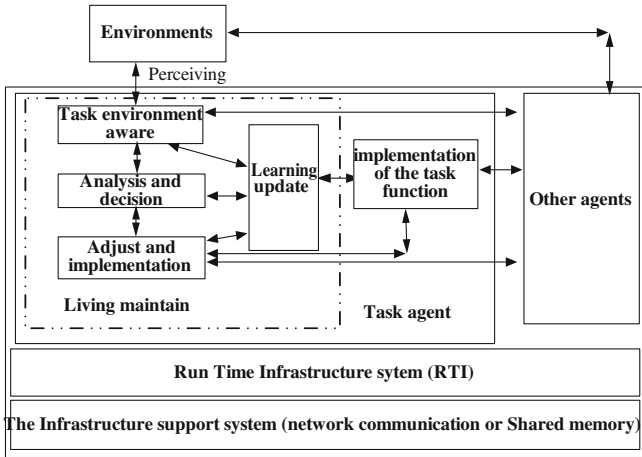 Environments
Perceiving
Task environment
aware
Learning
update
implementation
of the task
function
Analysis and
decision
Other agents
Adjust and
implementation
Living maintain
Task agent
Run Time Infrastructure sytem (RTI)
The Infrastructure support system (network communication or Shared memory)